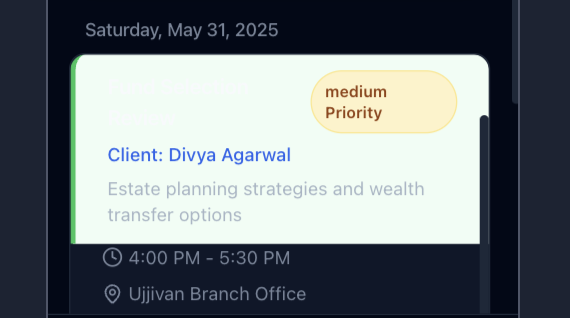 Saturday, May 31, 2025
medium
Priority
Client: Divya Agarwal
Estate planning strategies and wealth
transfer options
4:00 PM - 5:30 PM
Ujjivan Branch Office